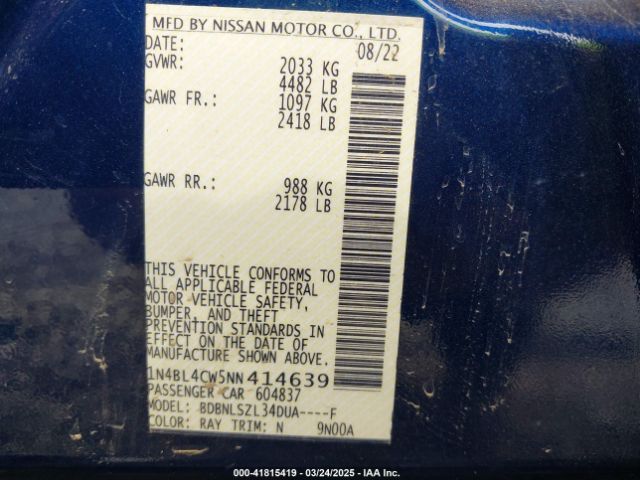 MFD BY NISSAN MOTOR CO., LTD.
DATE: 08/22
GVWR: 2033 KG
4482 LB
GAWR FR.: 1097 KG
2418 LB
GAWR RR.: 988 KG
2178 LB
THIS VEHICLE CONFORMS TO
ALL APPLICABLE FEDERAL
MOTOR VEHICLE SAFETY,
BUMPER, AND THEFT
PREVENTION STANDARDS IN
EFFECT ON THE DATE OF
MANUFACTURE SHOWN ABOVE.
1N4BL4CW5NN414639
PASSENGER CAR 604837
MODEL: BDBNLSZL34DUA----F
COLOR: RAY TRIM: N 9N00A
000-41815419 - 03/24/2025 - IAA Inc.